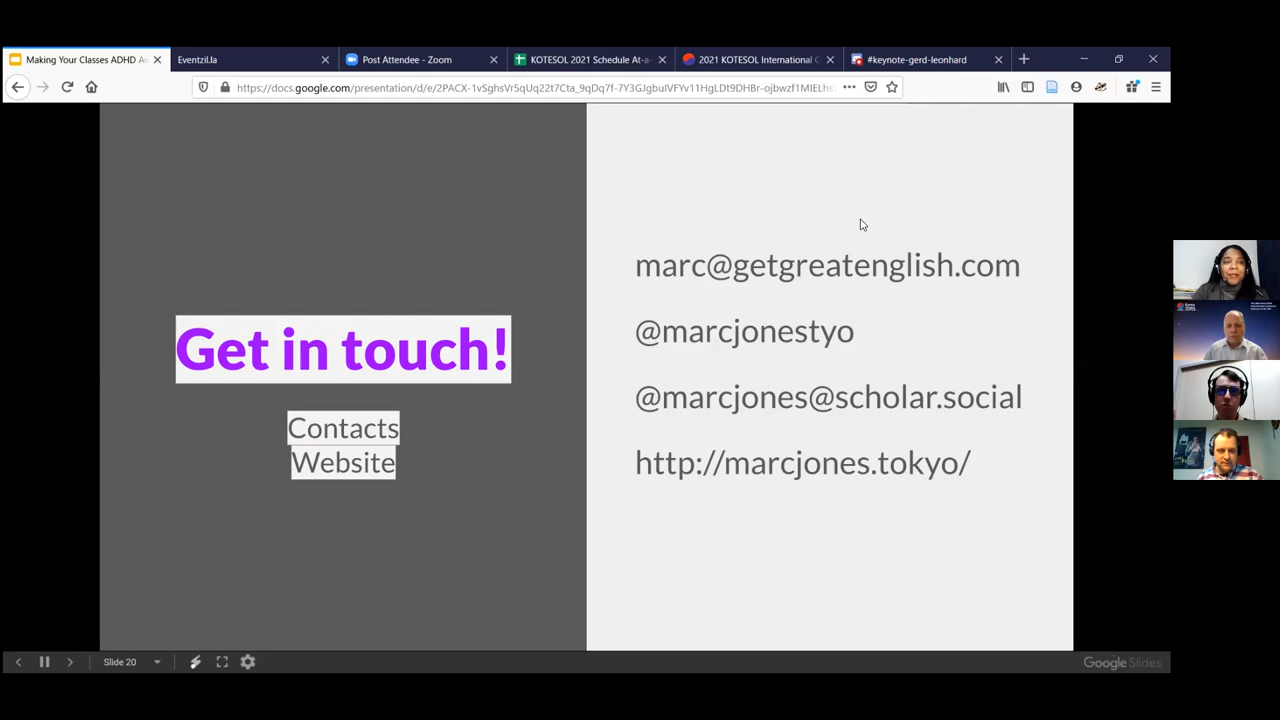 Making Your Classes ADHD A
Eventzil.la
Post Attendee - Zoom
KOTESOL 2021 Schedule At-a-
2021 KOTESOL International C
#keynote-gerd-leonhard
Get in touch!
Contacts
Website
marc@getgreatenglish.com
@marcjonestyo
@marcjones@scholar.social
http://marcjones.tokyo/
Slide 20
Google Slides